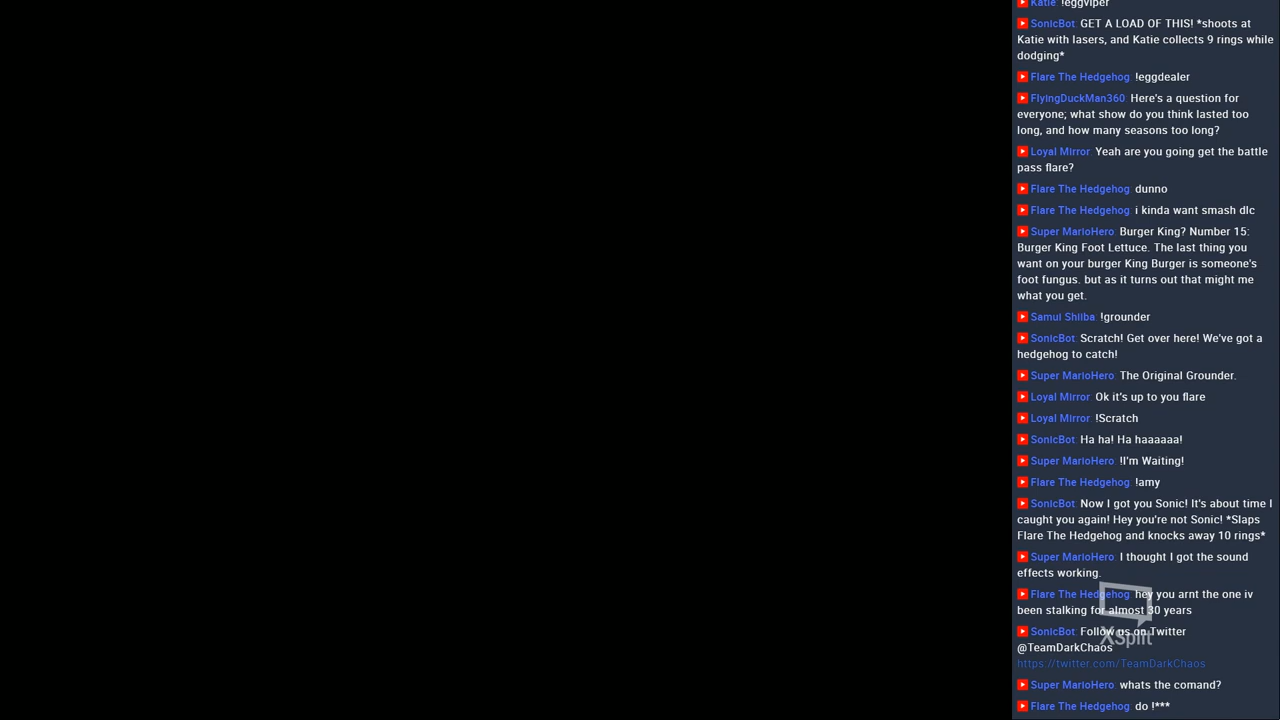 Katie: !eggviper
SonicBot: GET A LOAD OF THIS! *shoots at
Katie with lasers, and Katie collects 9 rings while
dodging*
Flare The Hedgehog: !eggdealer
FlyingDuckMan360: Here's a question for
everyone; what show do you think lasted too
long, and how many seasons too long?
Loyal Mirror: Yeah are you going get the battle
pass flare?
Flare The Hedgehog: dunno
Flare The Hedgehog: i kinda want smash dlc
Super MarioHero: Burger King? Number 15:
Burger King Foot Lettuce. The last thing you
want on your burger King Burger is someone's
foot fungus. but as it turns out that might me
what you get.
Samui Shiiba: !grounder
SonicBot: Scratch! Get over here! We've got a
hedgehog to catch!
Super MarioHero: The Original Grounder.
Loyal Mirror: Ok it's up to you flare
Loyal Mirror: !Scratch
SonicBot: Ha ha! Ha haaaaaa!
Super MarioHero: !I'm Waiting!
Flare The Hedgehog: !amy
SonicBot: Now I got you Sonic! It's about time I
caught you again! Hey you're not Sonic! *Slaps
Flare The Hedgehog and knocks away 10 rings*
Super MarioHero: I thought I got the sound
effects working.
Flare The Hedgehog: hey you arnt the one iv
been stalking for almost 30 years
SonicBot: Follow us on Twitter
@TeamDarkChaos
XSplit
https://twitter.com/TeamDarkChaos
Super MarioHero: whats the comand?
Flare The Hedgehog: do !***